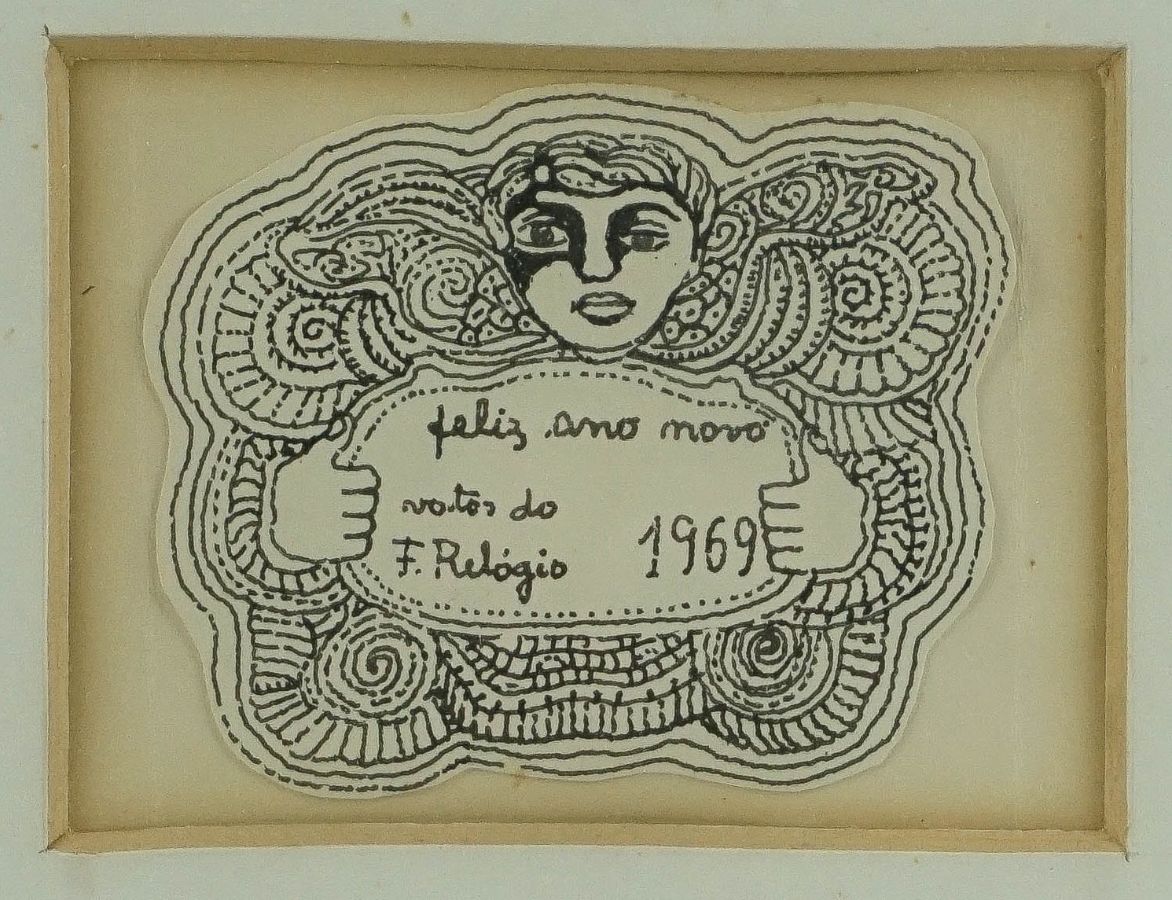 feliz ano novo
votos do
F. Relógio
1969